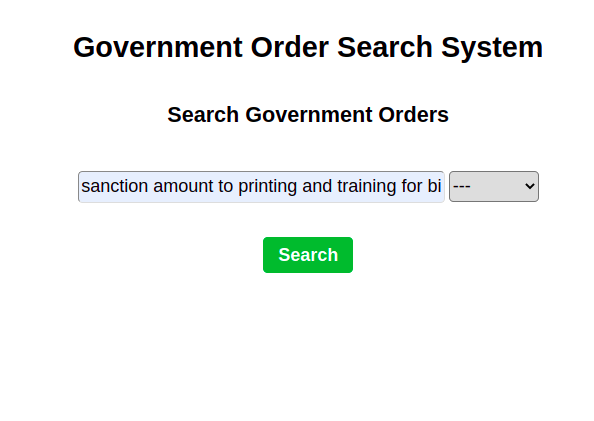 Government Order Search System
Search Government Orders
sanction amount to printing and training for bi ---
Search